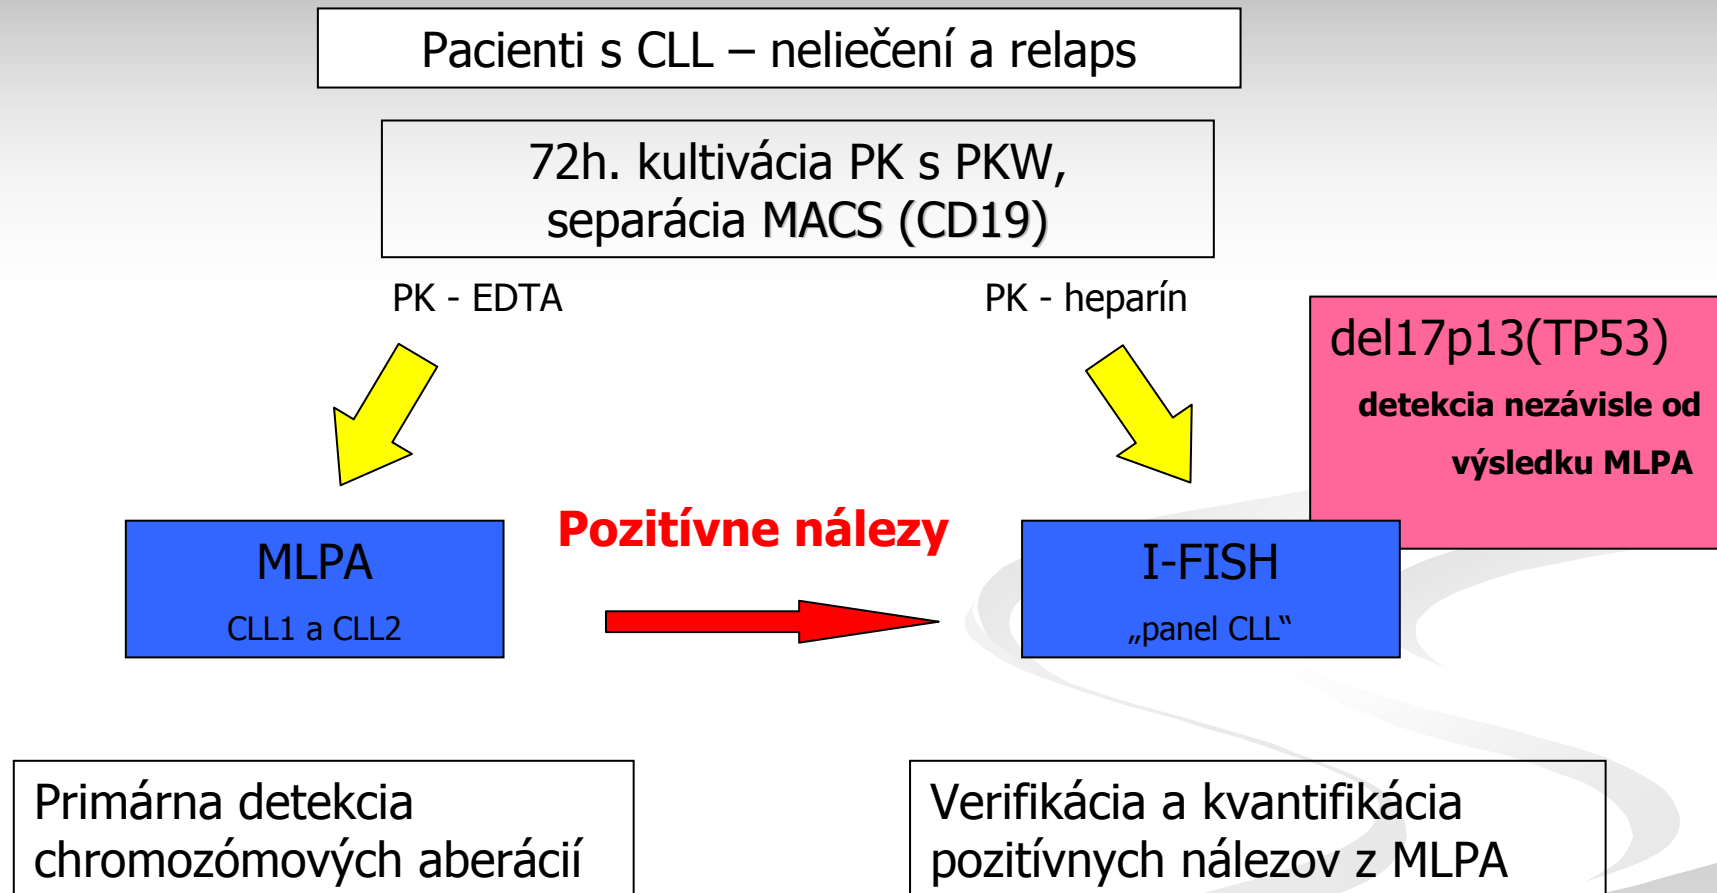 Pacienti s CLL – neliečení a relaps
72h. kultivácia PK s PKW,
separácia MACS (CD19)
PK - EDTA
PK - heparín
del17p13(TP53)
detekcia nezávisle od
výsledku MLPA
Pozitívne nálezy
MLPA
CLL1 a CLL2
I-FISH
„panel CLL“
Primárna detekcia
chromozómových aberácií
Verifikácia a kvantifikácia
pozitívnych nálezov z MLPA